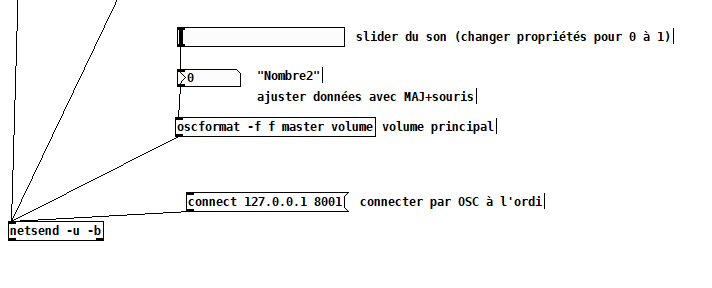 slider du son (changer propriétés pour 0 à 1)
0
"Nombre2"
ajuster données avec MAJ+souris
oscformat -f f master volume
volume principal
connect 127.0.0.1 8001
connecter par OSC à l'ordi
netsend -u -b